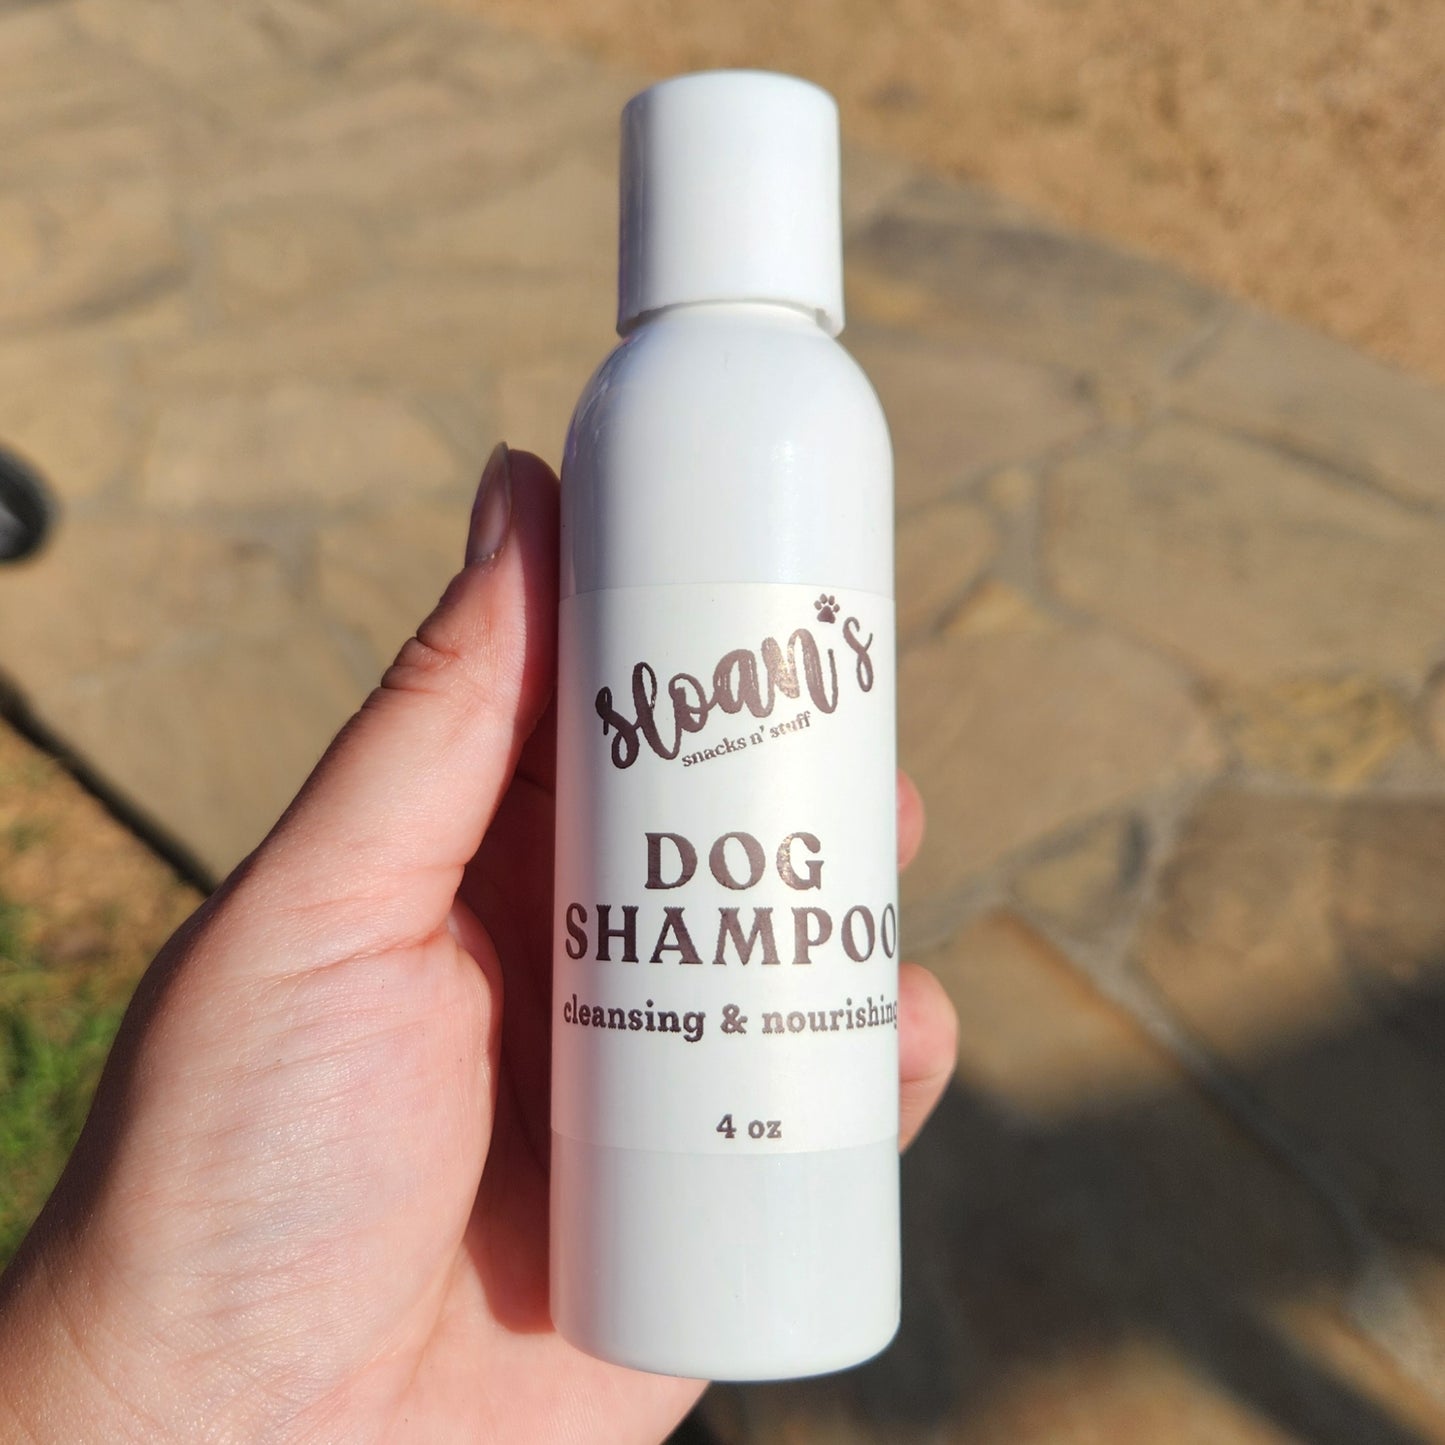 sloan's
snacks n' stuff
DOG
SHAMPOO
cleansing & nourishing
4 oz